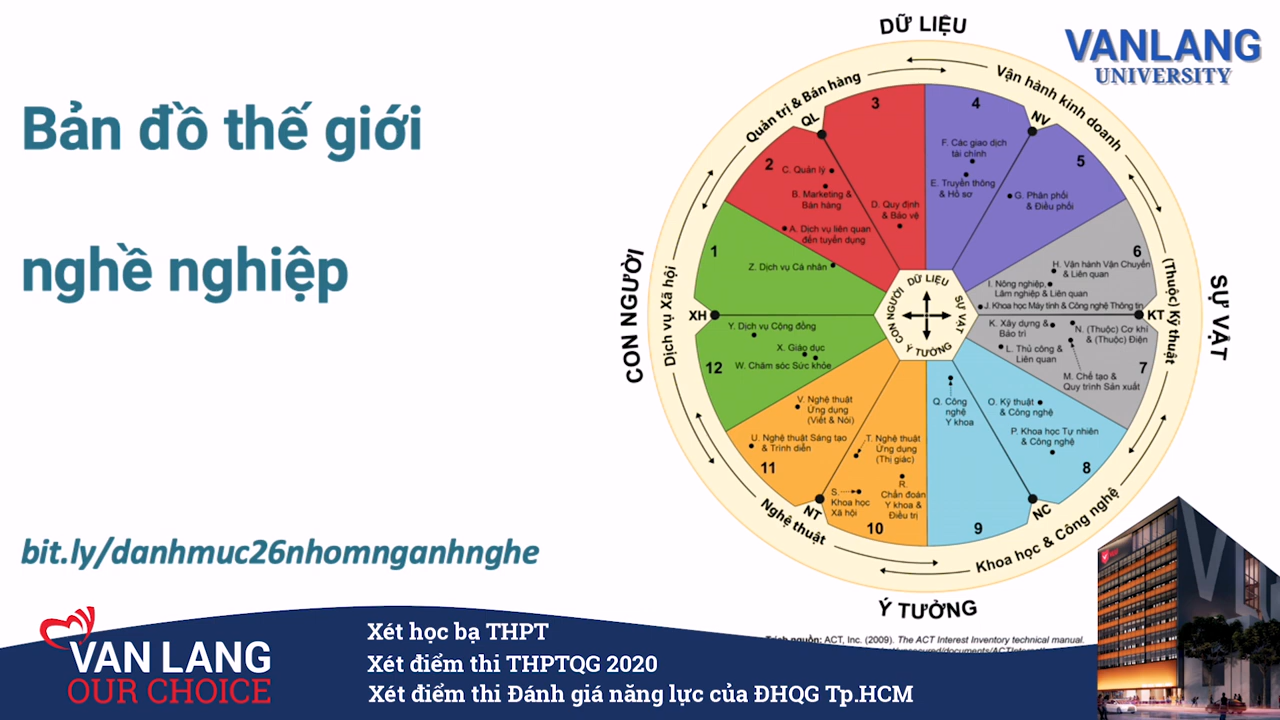 Bản đồ thế giới
nghề nghiệp
bit.ly/danhmuc26nhomnganhnghe
VANLANG
UNIVERSITY
DỮ LIỆU
SỰ VẬT
Ý TƯỞNG
CON NGƯỜI
Quản trị & Bán hàng
Vận hành kinh doanh
(Thuộc) Kỹ thuật
Khoa học & Công nghệ
Nghệ thuật
Dịch vụ Xã hội
QL
NV
KT
NC
NT
XH
3
4
2
5
1
6
12
7
11
8
10
9
C. Quản lý
B. Marketing &
Bán hàng
A. Dịch vụ liên quan
đến tuyển dụng
D. Quy định
& Bảo vệ
F. Các giao dịch
tài chính
E. Truyền thông
& Hồ sơ
G. Phân phối
& Điều phối
H. Vận hành Vận Chuyển
& Liên quan
I. Nông nghiệp,
Lâm nghiệp & Liên quan
J. Khoa học Máy tính & Công nghệ Thông tin
K. Xây dựng &
Bảo trì
N. (Thuộc) Cơ khí
& (Thuộc) Điện
L. Thủ công &
Liên quan
M. Chế tạo &
Quy trình Sản xuất
O. Kỹ thuật
& Công nghệ
P. Khoa học Tự nhiên
& Công nghệ
Q. Công
nghệ
Y khoa
Z. Dịch vụ Cá nhân
Y. Dịch vụ Cộng đồng
X. Giáo dục
W. Chăm sóc Sức khỏe
V. Nghệ thuật
Ứng dụng
(Viết & Nói)
U. Nghệ thuật Sáng tạo
& Trình diễn
T. Nghệ thuật
Ứng dụng
(Thị giác)
S.
Khoa học
Xã hội
R.
Chẩn đoán
Y khoa &
Điều trị
DỮ LIỆU
SỰ VẬT
Ý TƯỞNG
CON NGƯỜI
Trích nguồn: ACT, Inc. (2009). The ACT Interest Inventory technical manual.
VAN LANG
OUR CHOICE
Xét học bạ THPT
Xét điểm thi THPTQG 2020
Xét điểm thi Đánh giá năng lực của ĐHQG Tp.HCM